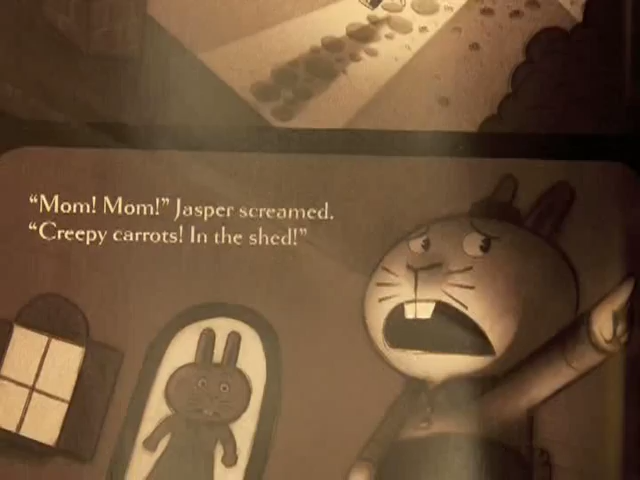 “Mom! Mom!” Jasper screamed.
“Creepy carrots! In the shed!”